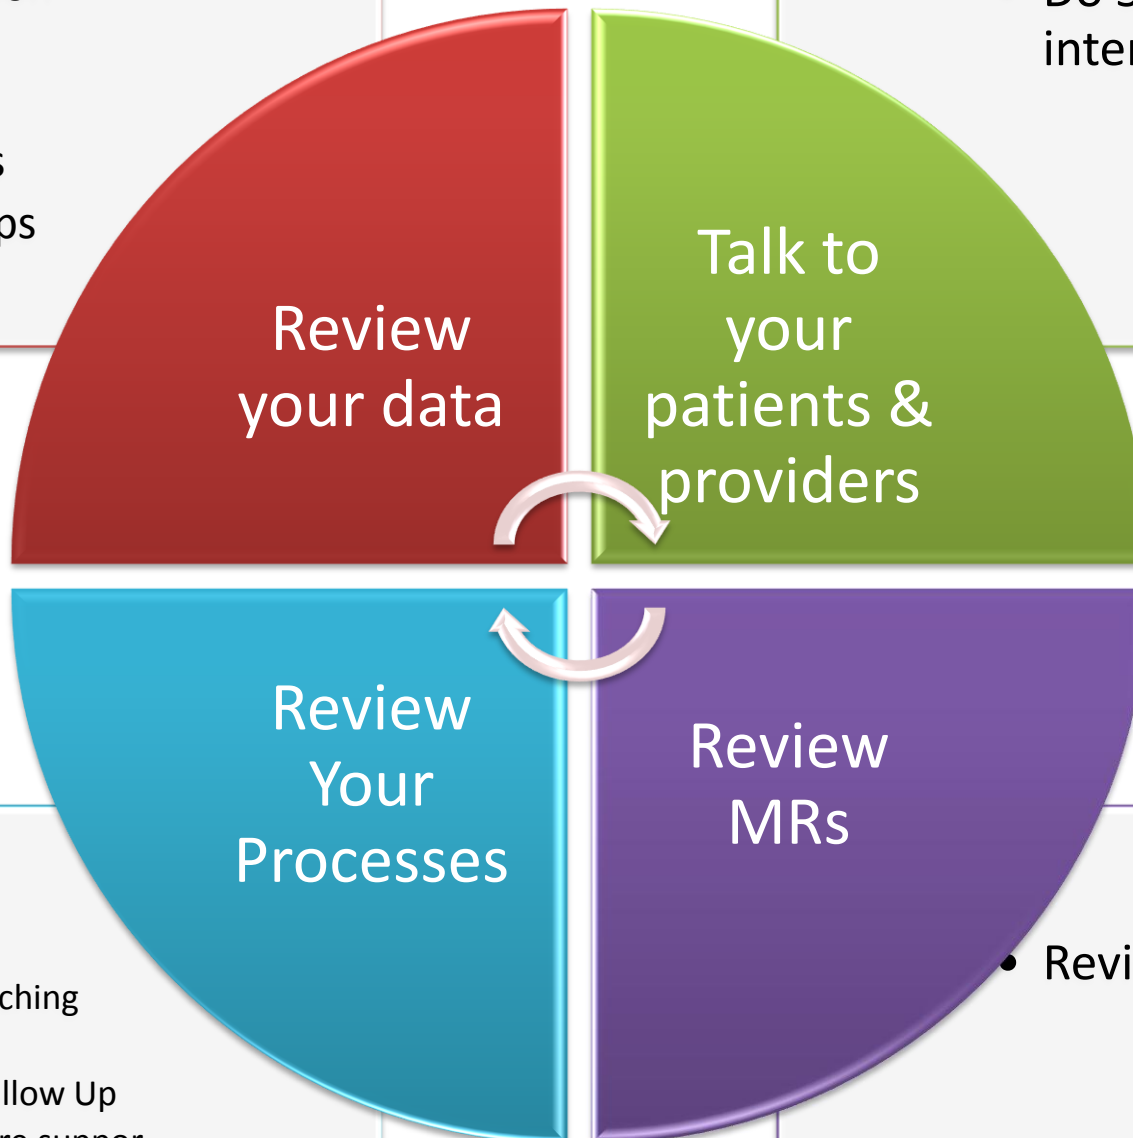 inter
ps
Review
your data
Talk to
your
patients &
providers
Review
Your
Processes
Review
MRs
Revi
ching
llow Up